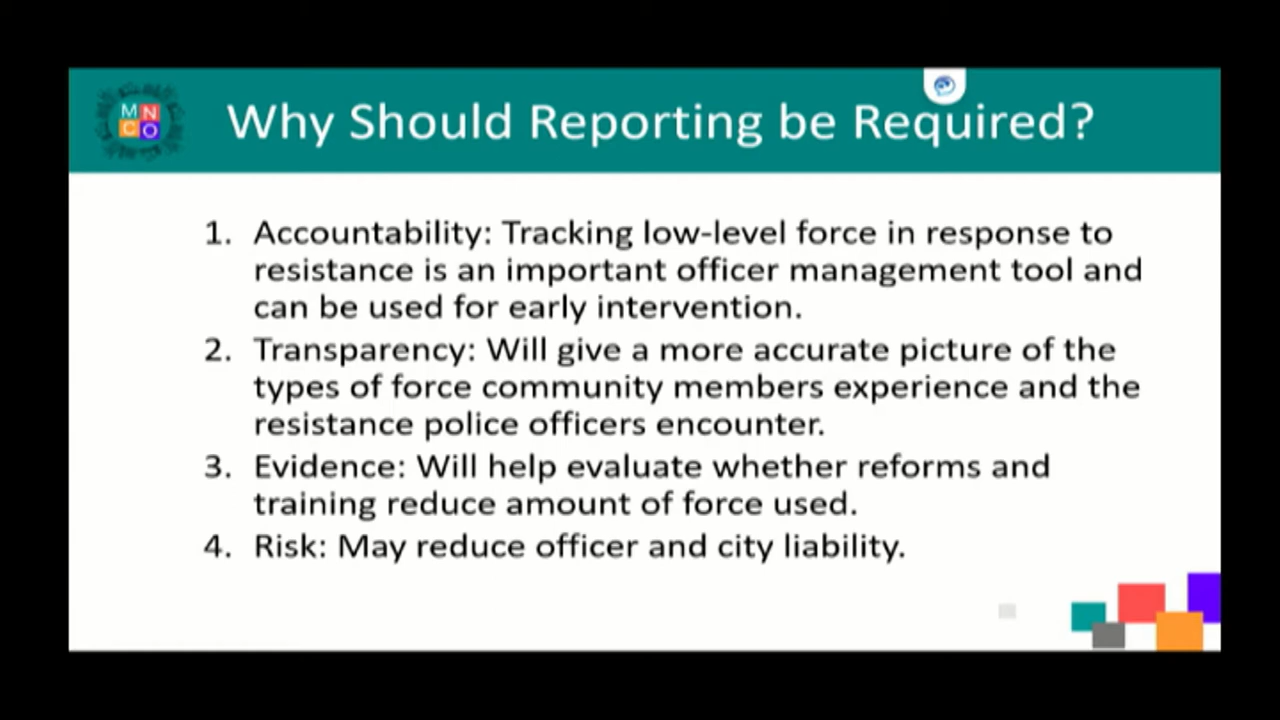 MN
CO
Why Should Reporting be Required?
1. Accountability: Tracking low-level force in response to
resistance is an important officer management tool and
can be used for early intervention.
2. Transparency: Will give a more accurate picture of the
types of force community members experience and the
resistance police officers encounter.
3. Evidence: Will help evaluate whether reforms and
training reduce amount of force used.
4. Risk: May reduce officer and city liability.